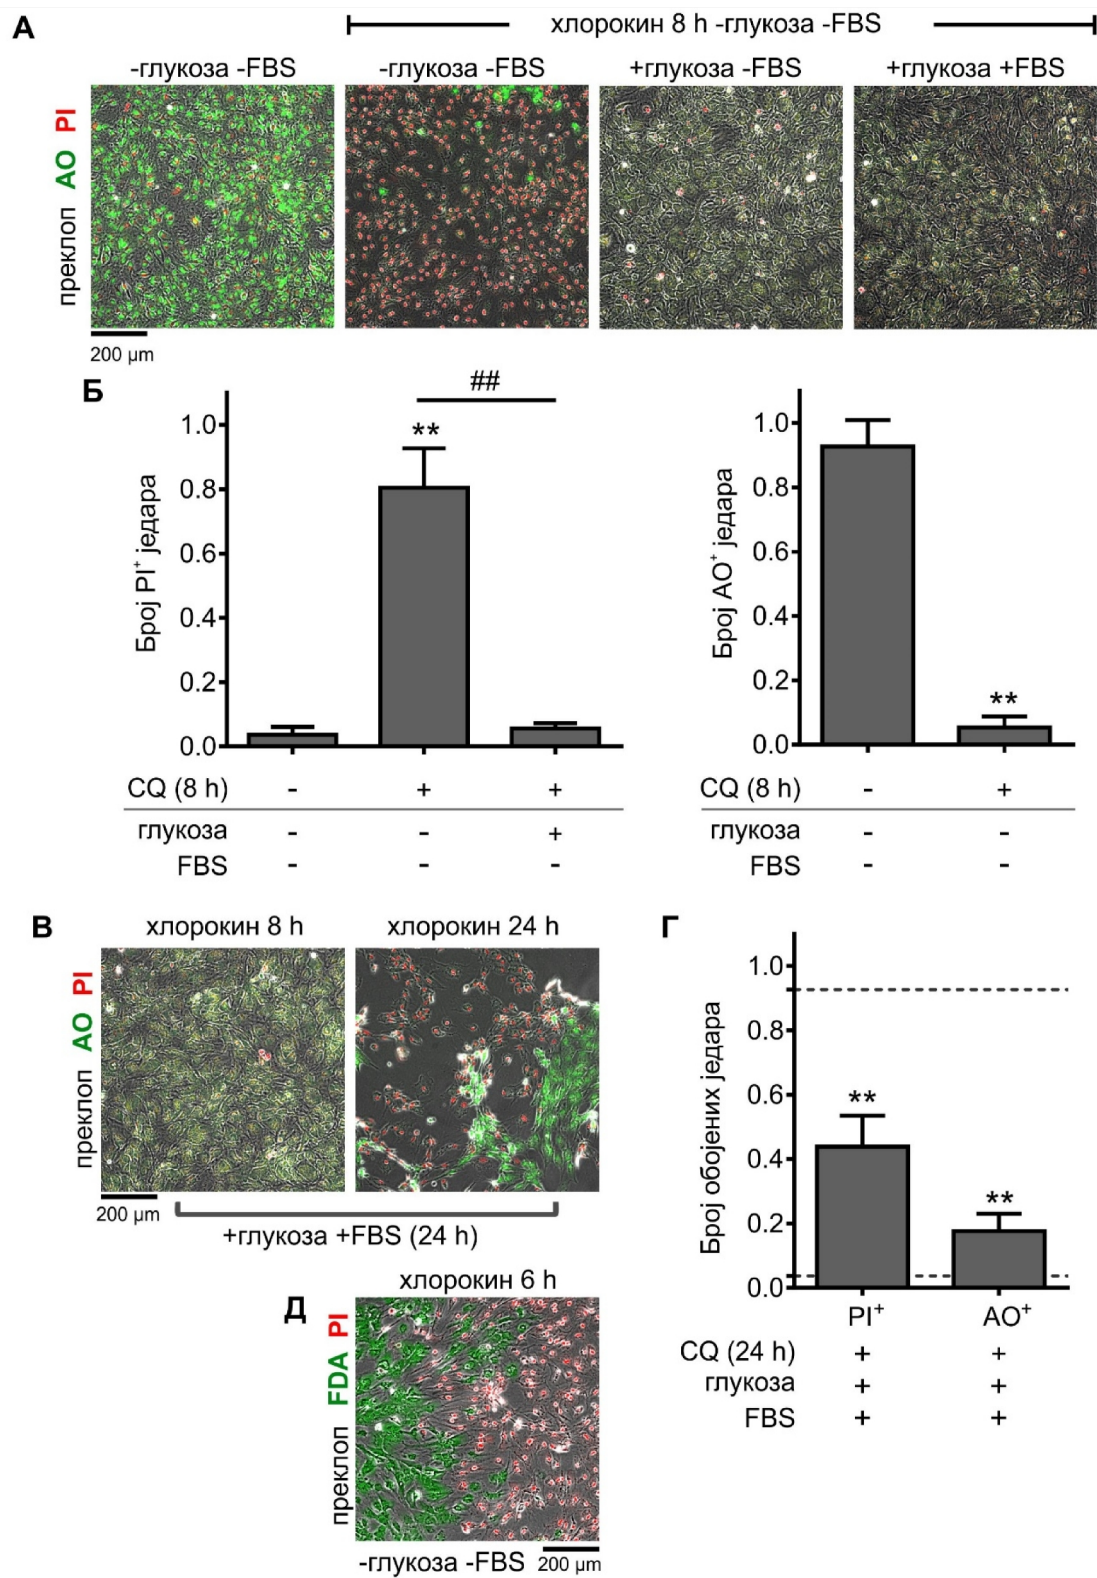 А
хлорокин 8 h -глукоза -FBS
-глукоза -FBS
-глукоза -FBS
+глукоза -FBS
+глукоза +FBS
преклоп AO PI
200 µm
Б
##
**
1.0
0.8
0.6
0.4
0.2
0.0
Број PI⁺ једара
CQ (8 h) - + +
глукоза - - +
FBS - - -
**
1.0
0.8
0.6
0.4
0.2
0.0
Број AO⁺ једара
CQ (8 h) - +
глукоза - -
FBS - -
В
хлорокин 8 h
хлорокин 24 h
преклоп AO PI
200 µm
+глукоза +FBS (24 h)
Г
**
**
1.0
0.8
0.6
0.4
0.2
0.0
Број обојених једара
PI⁺ AO⁺
CQ (24 h) + +
глукоза + +
FBS + +
Д
хлорокин 6 h
преклоп FDA PI
-глукоза -FBS
200 µm